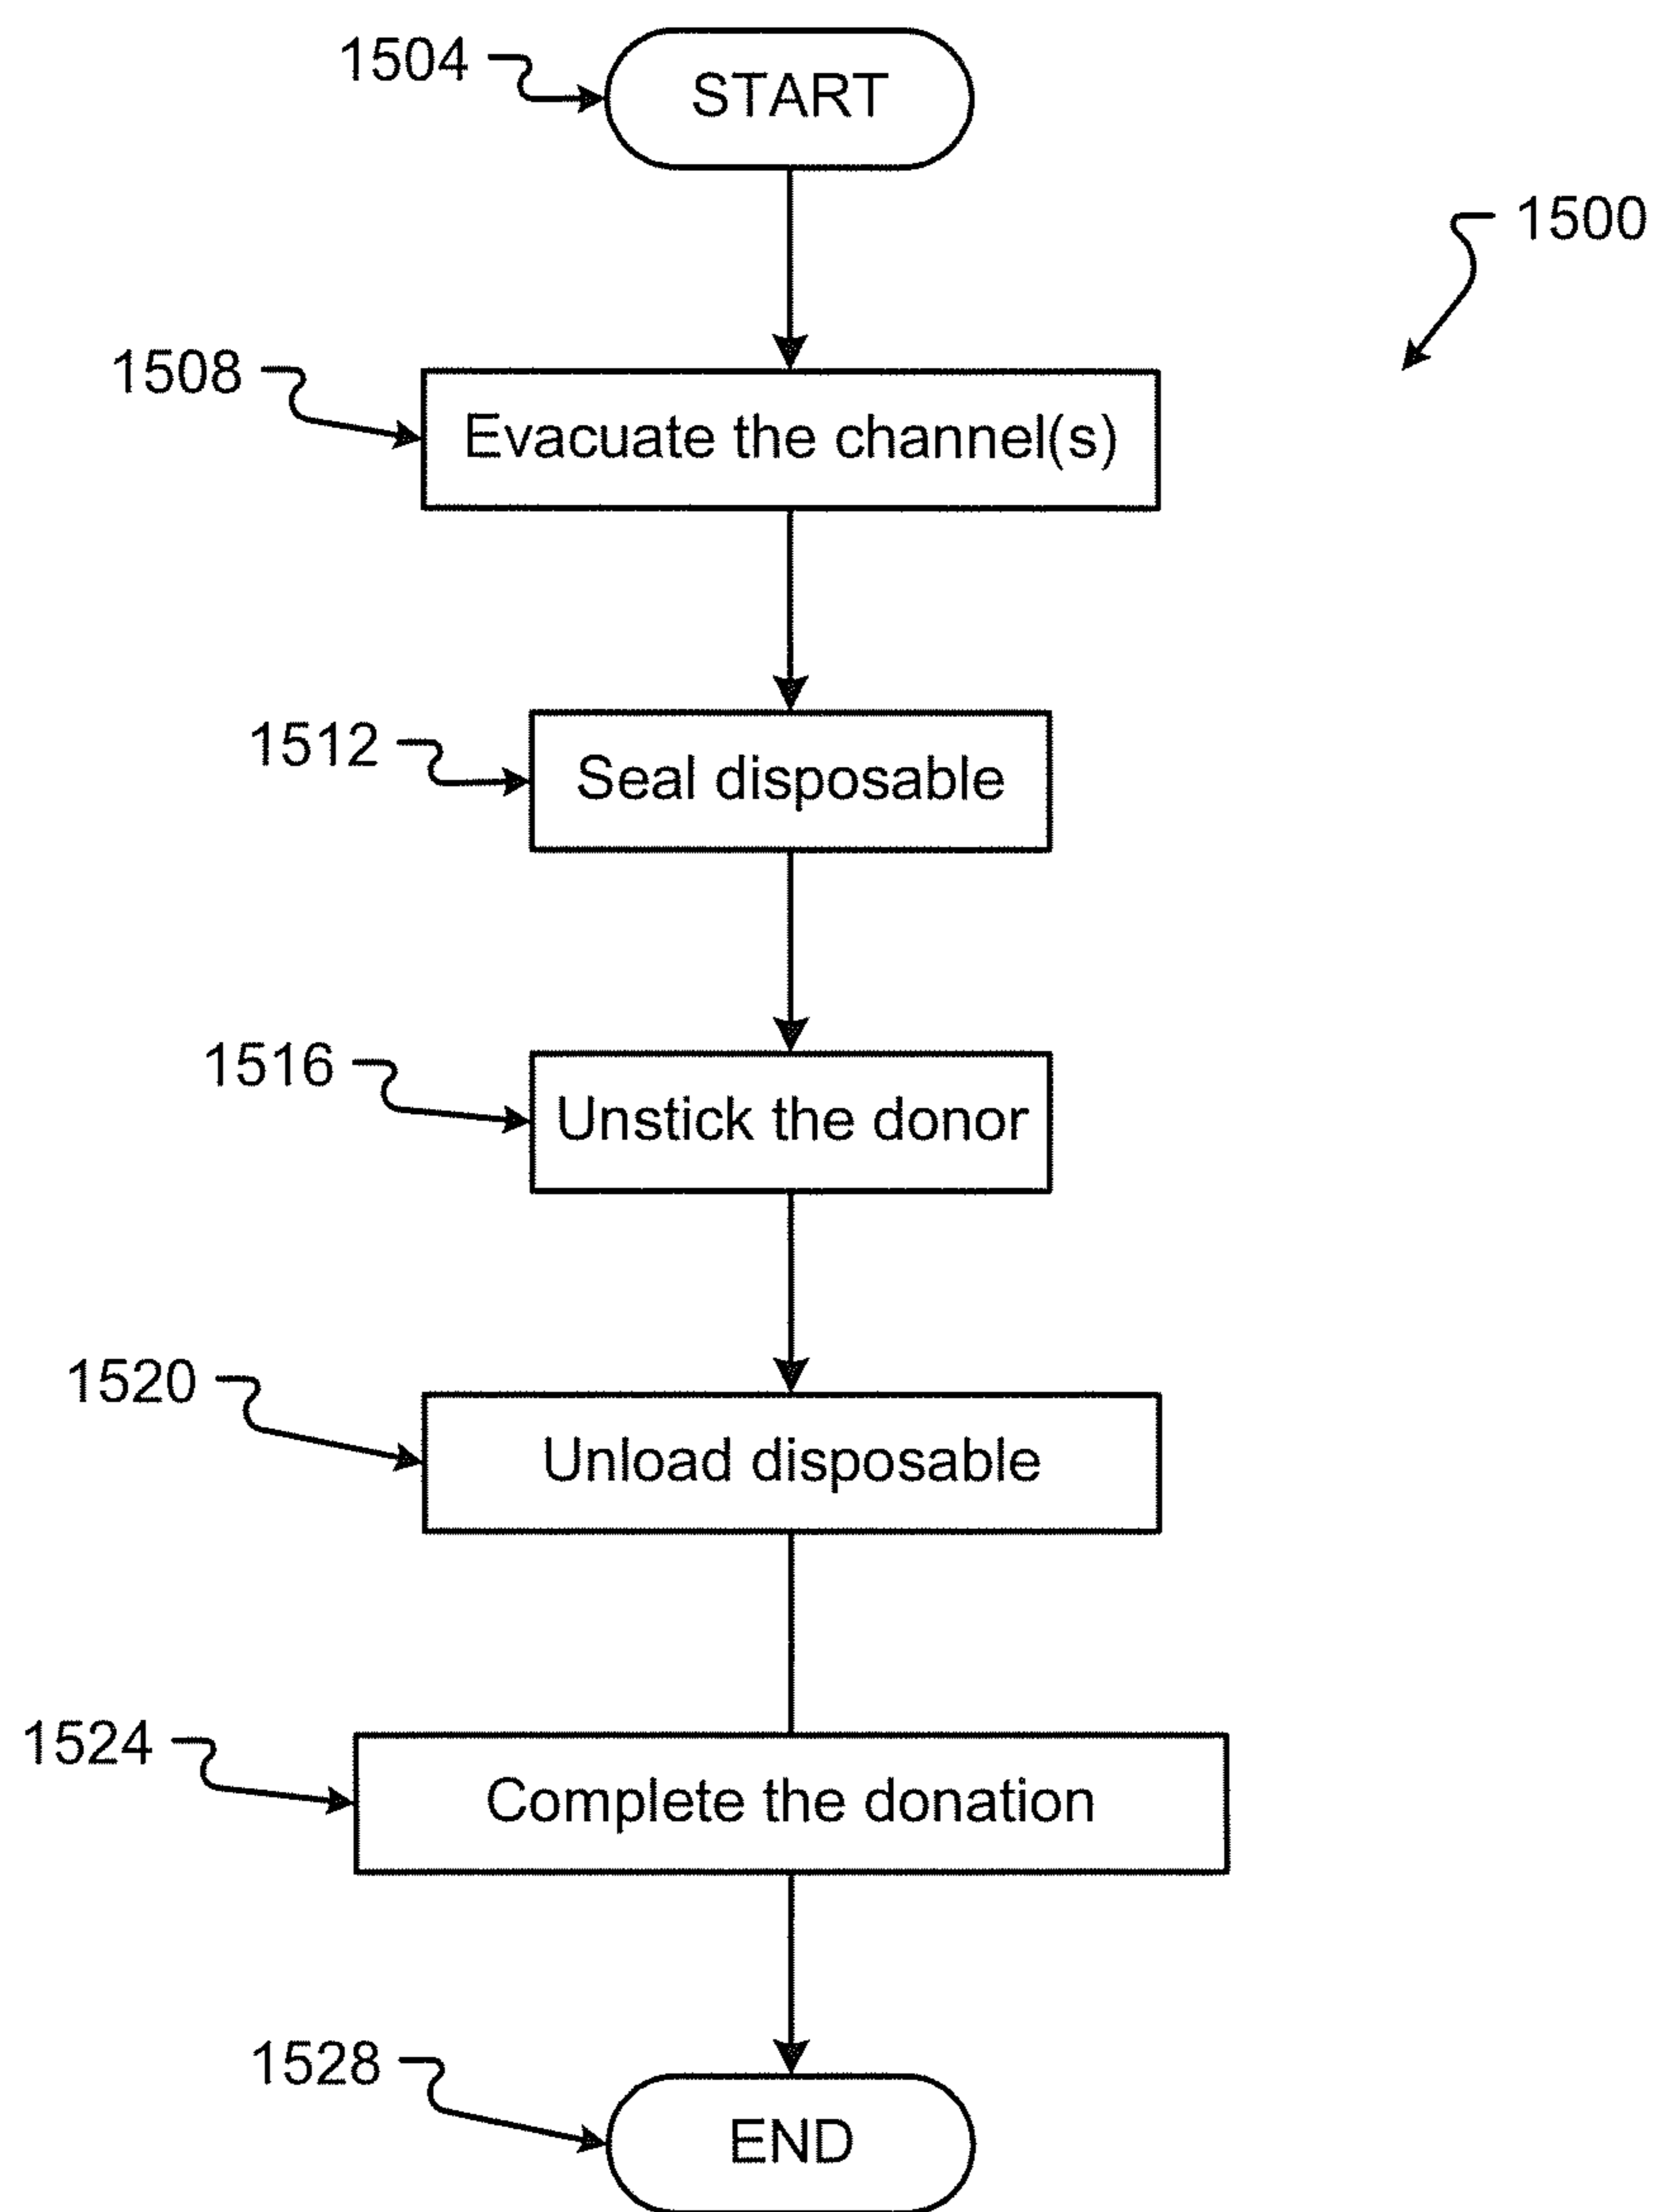 1504
START
1500
1508
Evacuate the channel(s)
1512
Seal disposable
1516
Unstick the donor
1520
Unload disposable
1524
Complete the donation
1528
END